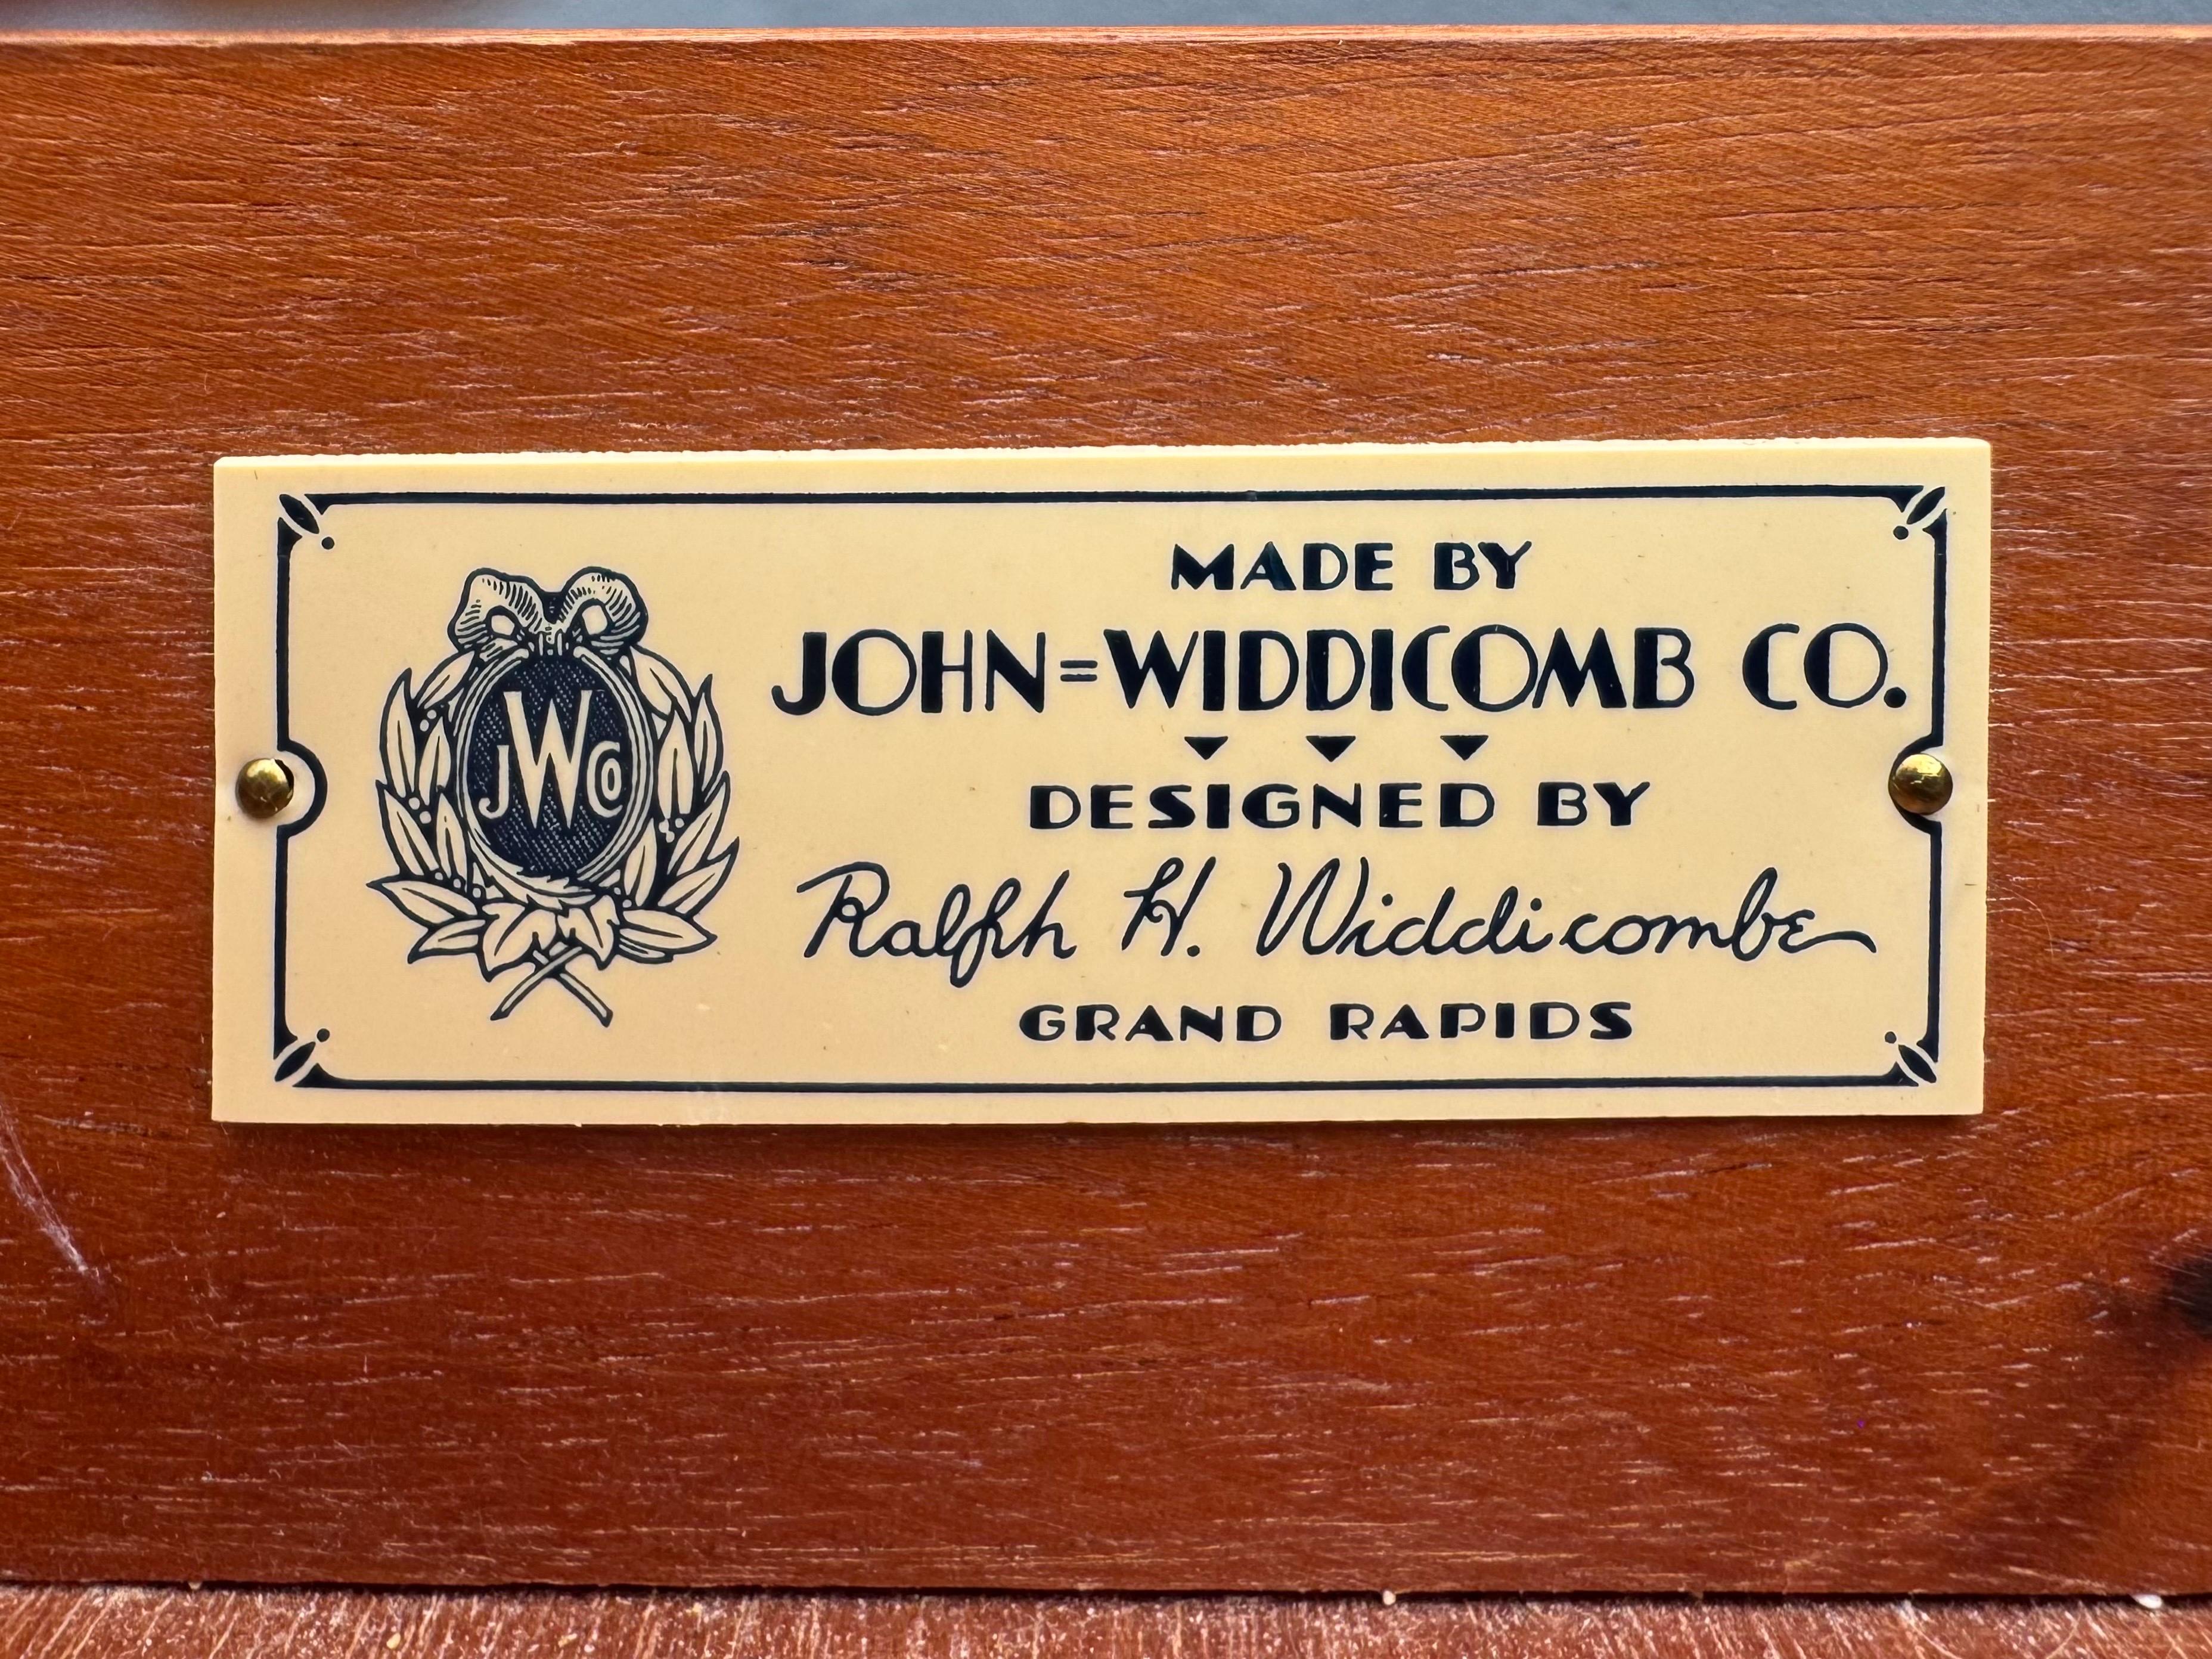 JWCO
MADE BY
JOHN=WIDDICOMB CO.
DESIGNED BY
Ralph H. Widdicombe
GRAND RAPIDS